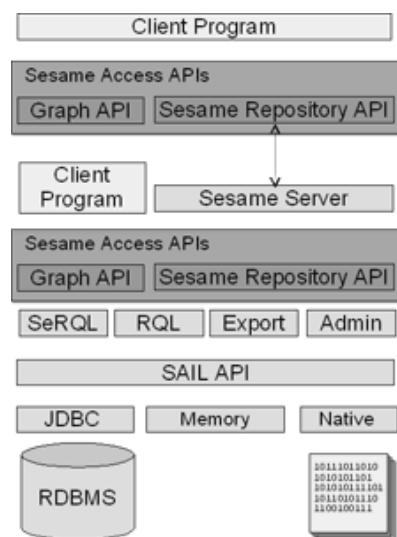 Client Program
Sesame Access APIs
Graph API
Sesame Repository API
Client
Program
Sesame Server
Sesame Access APIs
Graph API
Sesame Repository API
SeRQL
RQL
Export
Admin
SAIL API
JDBC
Memory
Native
RDBMS
10111011010
1010101101
101010111101
10110101110
1100100111